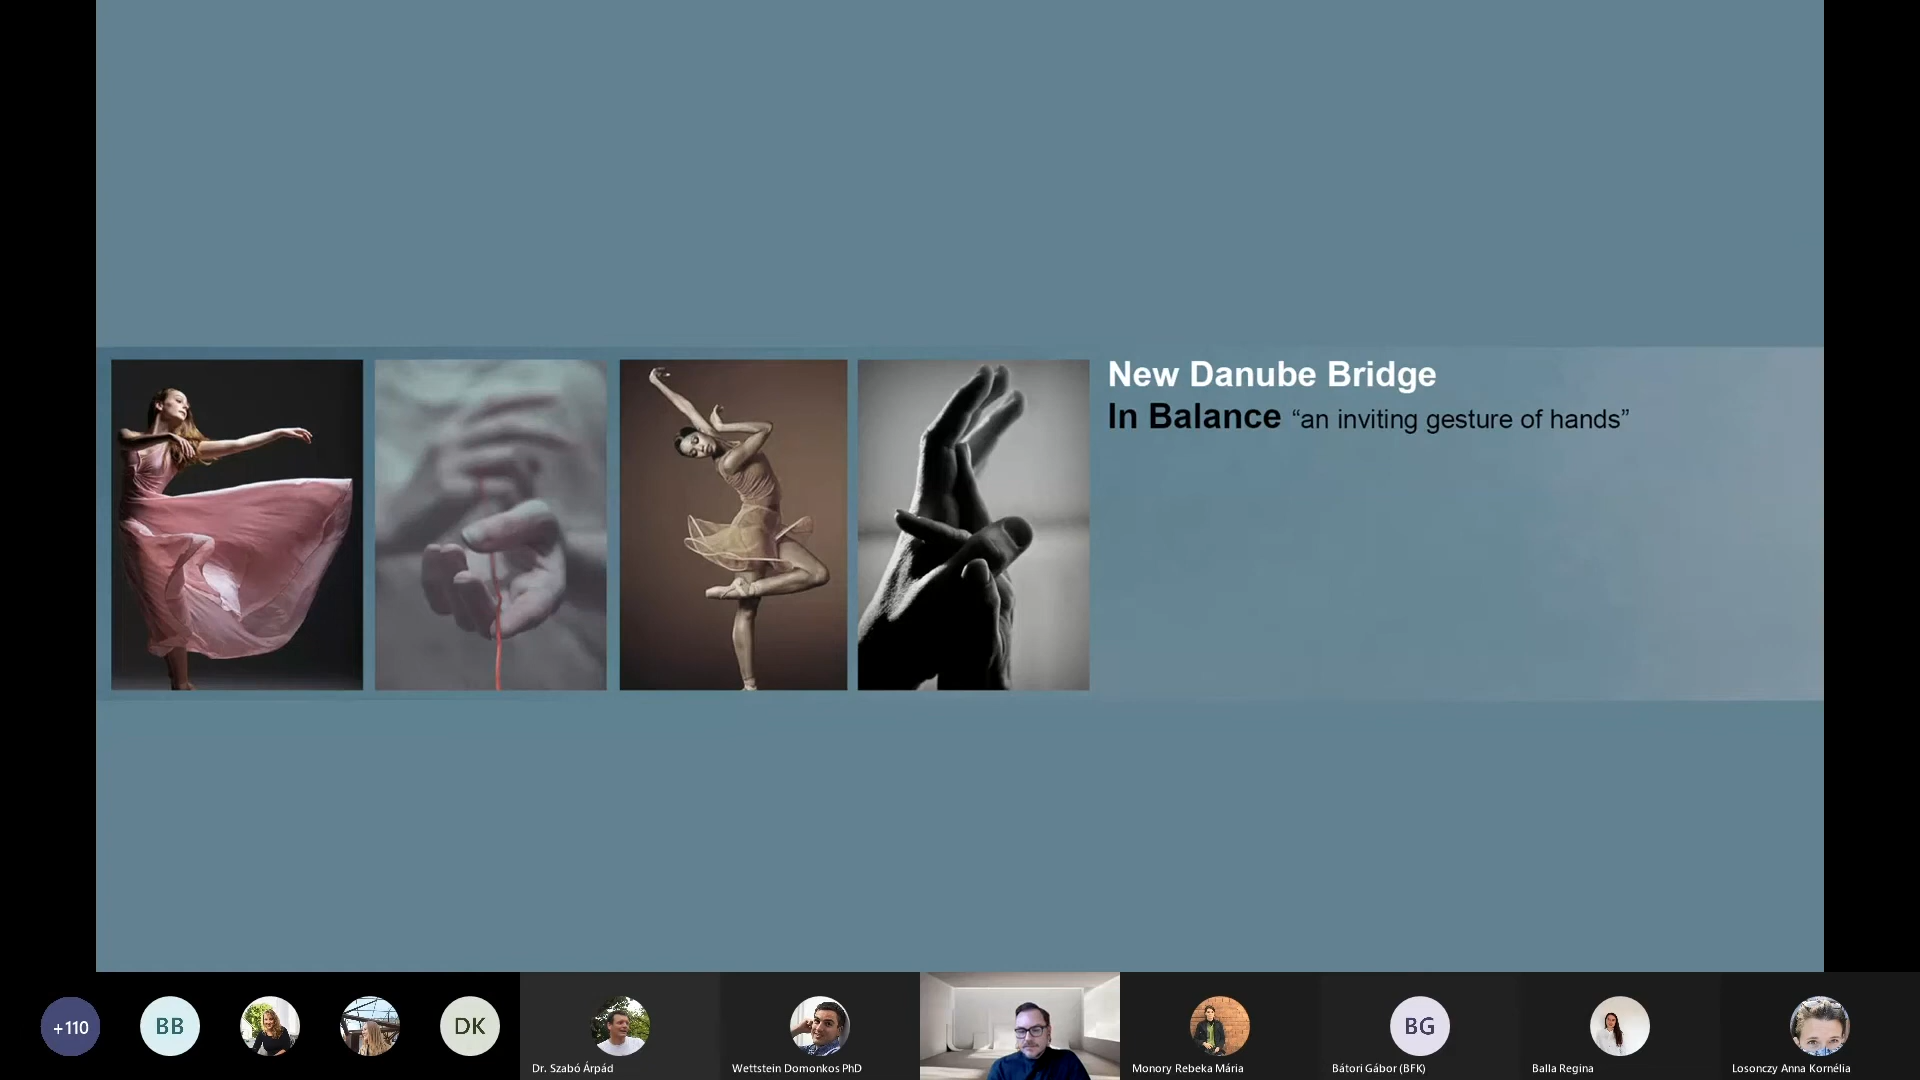 New Danube Bridge
In Balance “an inviting gesture of hands”
+110
BB
DK
Dr. Szabó Árpád
Wettstein Domonkos PhD
Monory Rebeka Mária
BG
Bátori Gábor (BFK)
Balla Regina
Losonczy Anna Kornélia